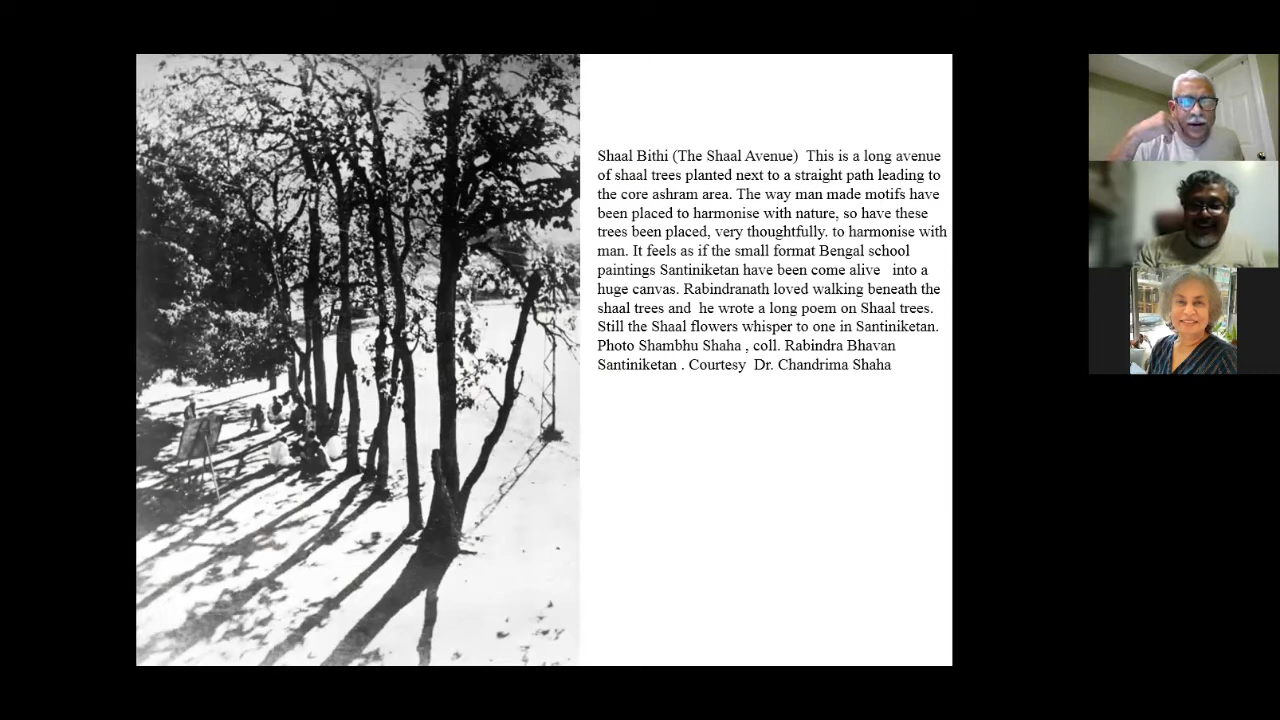 Shaal Bithi (The Shaal Avenue)  This is a long avenue
of shaal trees planted next to a straight path leading to
the core ashram area. The way man made motifs have
been placed to harmonise with nature, so have these
trees been placed, very thoughtfully. to harmonise with
man. It feels as if the small format Bengal school
paintings Santiniketan have been come alive   into a
huge canvas. Rabindranath loved walking beneath the
shaal trees and  he wrote a long poem on Shaal trees.
Still the Shaal flowers whisper to one in Santiniketan.
Photo Shambhu Shaha , coll. Rabindra Bhavan
Santiniketan . Courtesy  Dr. Chandrima Shaha